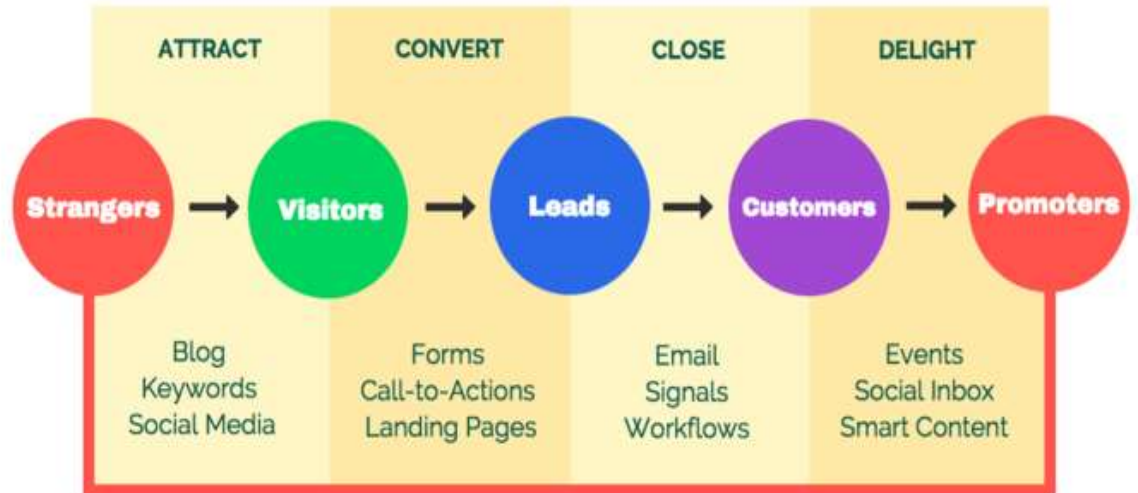 ATTRACT
CONVERT
CLOSE
DELIGHT
Strangers
Visitors
Leads
Customers
Promoters
Blog
Keywords
Social Media
Forms
Call-to-Actions
Landing Pages
Email
Signals
Workflows
Events
Social Inbox
Smart Content